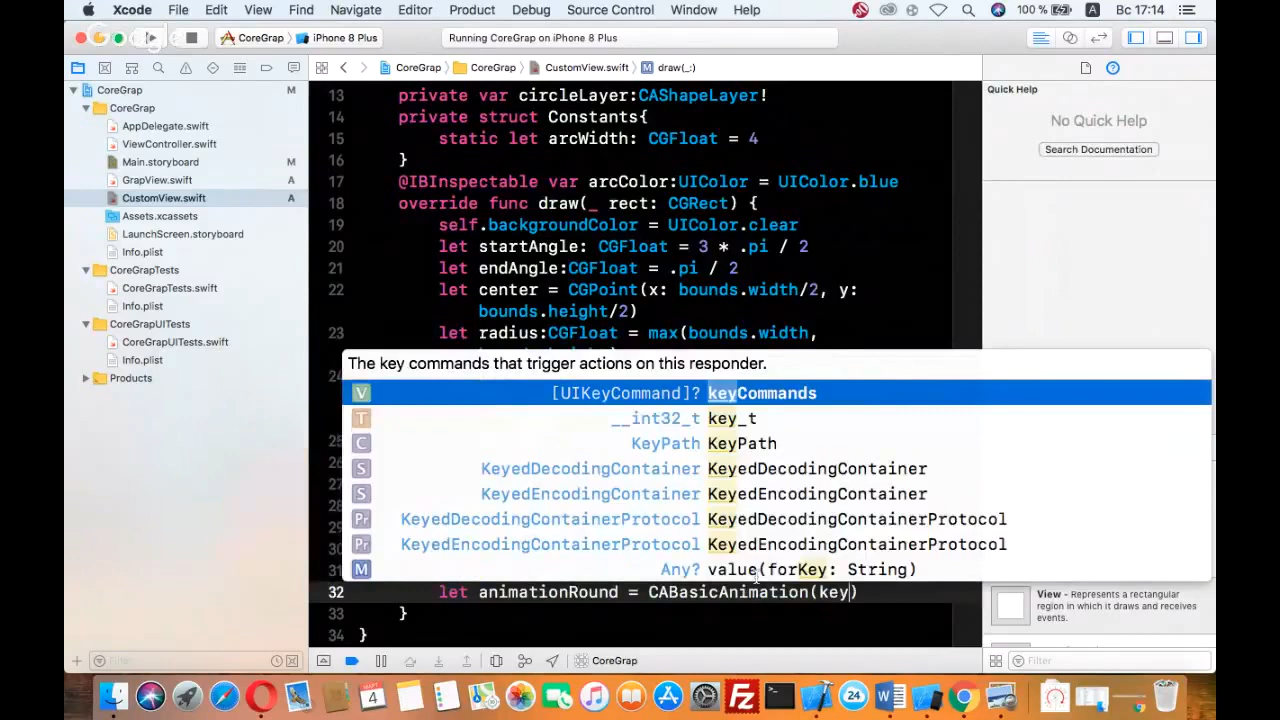 Xcode File Edit View Find Navigate Editor Product Debug Source Control Window Help 100 % A Вс 17:14
CoreGrap iPhone 8 Plus Running CoreGrap on iPhone 8 Plus
CoreGrap CoreGrap CustomView.swift M draw(_:)
CoreGrap M
CoreGrap
AppDelegate.swift
ViewController.swift
Main.storyboard M
GrapView.swift A
CustomView.swift A
Assets.xcassets
LaunchScreen.storyboard
Info.plist
CoreGrapTests
CoreGrapTests.swift
Info.plist
CoreGrapUITests
CoreGrapUITests.swift
Info.plist
Products
Filter
13 private var circleLayer:CAShapeLayer!
14 private struct Constants{
15 static let arcWidth: CGFloat = 4
16 }
17 @IBInspectable var arcColor:UIColor = UIColor.blue
18 override func draw(_ rect: CGRect) {
19 self.backgroundColor = UIColor.clear
20 let startAngle: CGFloat = 3 * .pi / 2
21 let endAngle:CGFloat = .pi / 2
22 let center = CGPoint(x: bounds.width/2, y:
bounds.height/2)
23 let radius:CGFloat = max(bounds.width,
The key commands that trigger actions on this responder.
V [UIKeyCommand]? keyCommands
T __int32_t key_t
C KeyPath KeyPath
S KeyedDecodingContainer KeyedDecodingContainer
S KeyedEncodingContainer KeyedEncodingContainer
Pr KeyedDecodingContainerProtocol KeyedDecodingContainerProtocol
Pr KeyedEncodingContainerProtocol KeyedEncodingContainerProtocol
M Any? value(forKey: String)
32 let animationRound = CABasicAnimation(key)
33 }
34 }
CoreGrap
Quick Help
No Quick Help
Search Documentation
View - Represents a rectangular
region in which it draws and receives
events.
Filter
4
FZ
24
W